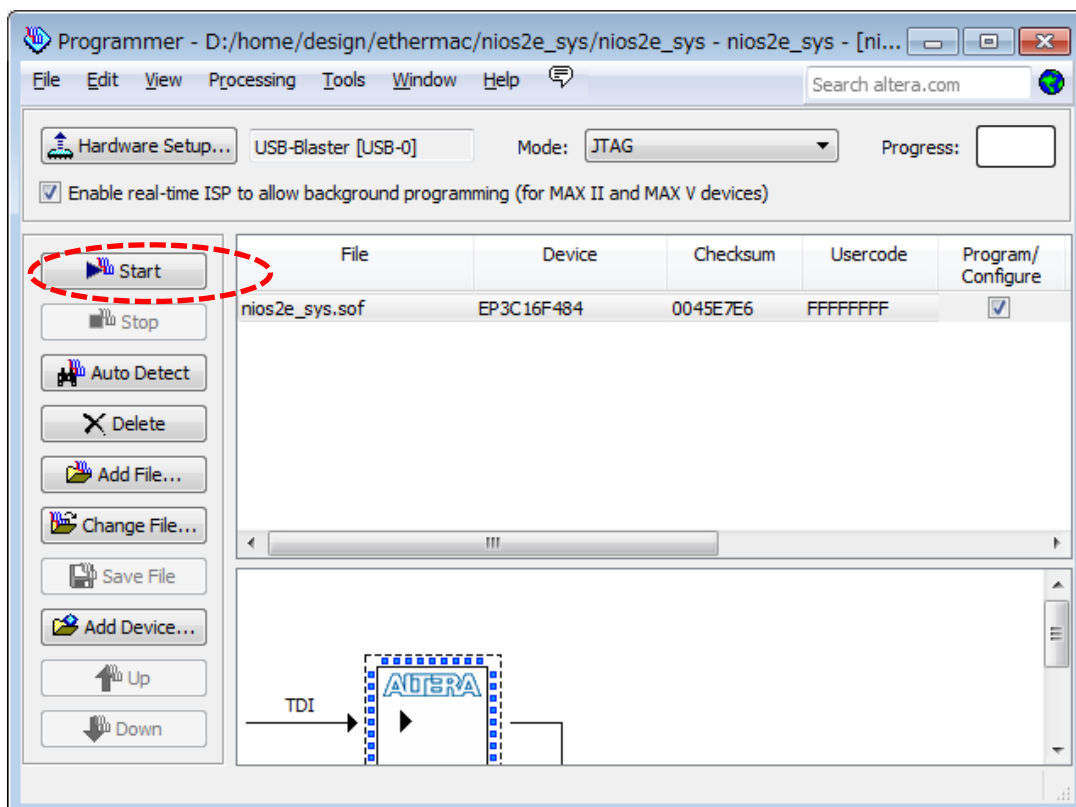 Programmer - D:/home/design/ethermac/nios2e_sys/nios2e_sys - nios2e_sys - [ni...
File Edit View Processing Tools Window Help Search altera.com
Hardware Setup... USB-Blaster [USB-0] Mode: JTAG Progress:
Enable real-time ISP to allow background programming (for MAX II and MAX V devices)
Start
Stop
Auto Detect
Delete
Add File...
Change File...
Save File
Add Device...
Up
Down
File Device Checksum Usercode Program/
Configure
nios2e_sys.sof EP3C16F484 0045E7E6 FFFFFFFF
ALTERA
TDI